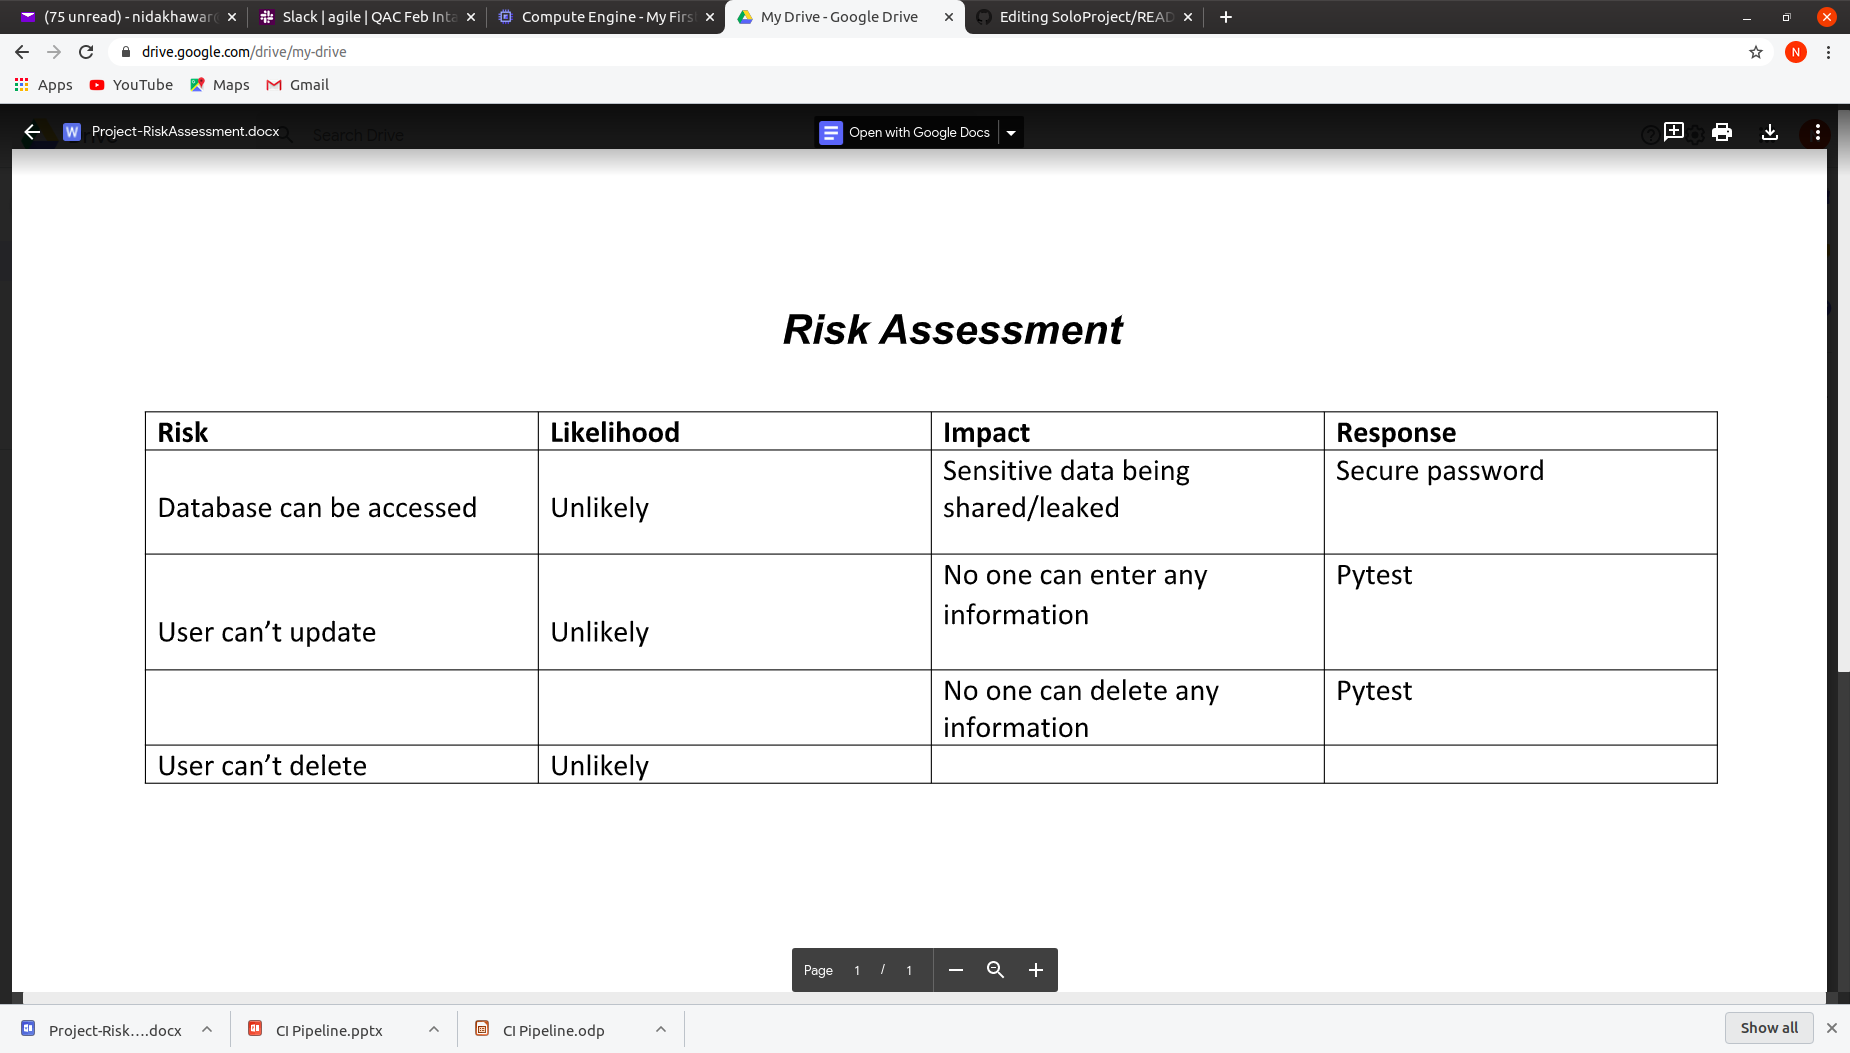 (75 unread) - nidakhawar
Slack | agile | QAC Feb Inta
Compute Engine - My Firs
My Drive - Google Drive
Editing SoloProject/READ
drive.google.com/drive/my-drive
N
Apps
YouTube
Maps
Gmail
W
Project-RiskAssessment.docx
Search Drive
Open with Google Docs
Risk Assessment
Risk
Likelihood
Impact
Response
Database can be accessed
Unlikely
Sensitive data being
shared/leaked
Secure password
User can’t update
Unlikely
No one can enter any
information
Pytest
No one can delete any
information
Pytest
User can’t delete
Unlikely
Page 1 / 1
Project-Risk....docx
CI Pipeline.pptx
CI Pipeline.odp
Show all